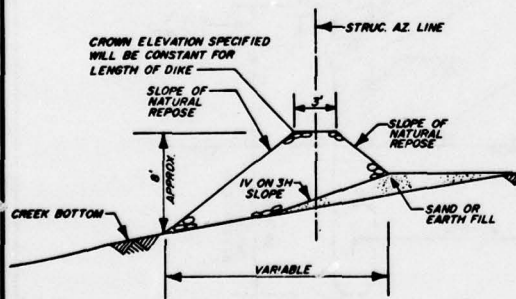 STRUC. AZ. LINE
CROWN ELEVATION SPECIFIED
WILL BE CONSTANT FOR
LENGTH OF DIKE
SLOPE OF
NATURAL
REPOSE
3'
SLOPE OF
NATURAL
REPOSE
8'
APPROX.
1V ON 3H
SLOPE
CREEK BOTTOM
SAND OR
EARTH FILL
VARIABLE